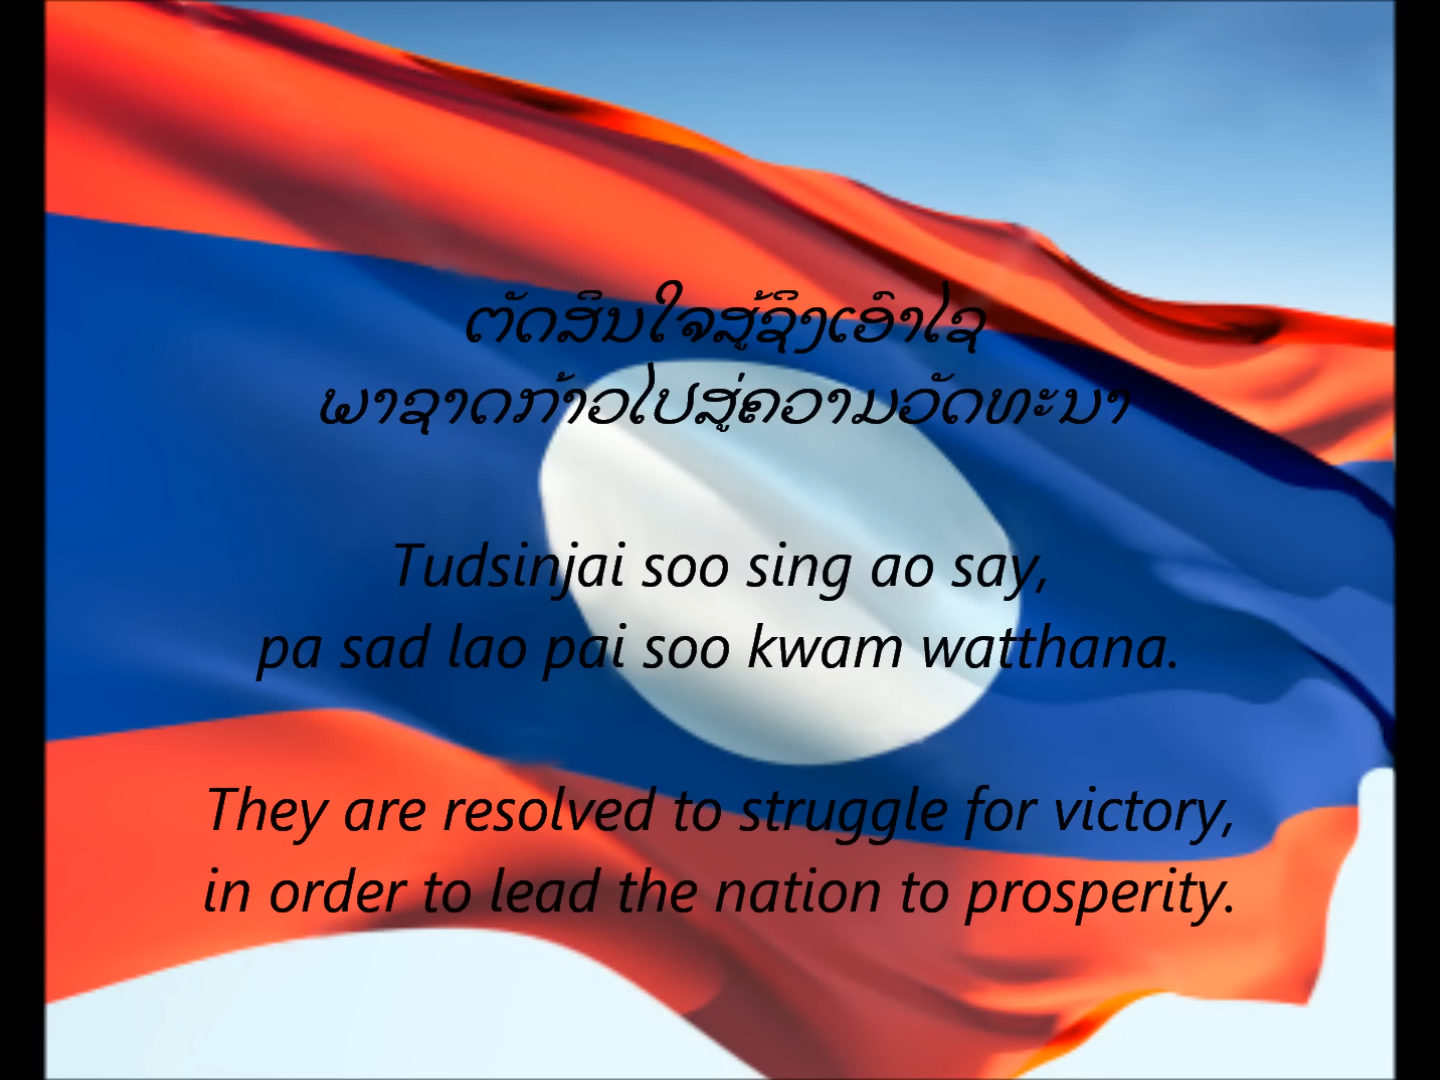 ຕັດສິນໃຈສູ້ຊິງເອົາໄຊ
ພາຊາດກ້າວໄປສູ່ຄວາມວັດທະນາ
Tudsinjai soo sing ao say,
pa sad lao pai soo kwam watthana.
They are resolved to struggle for victory,
in order to lead the nation to prosperity.